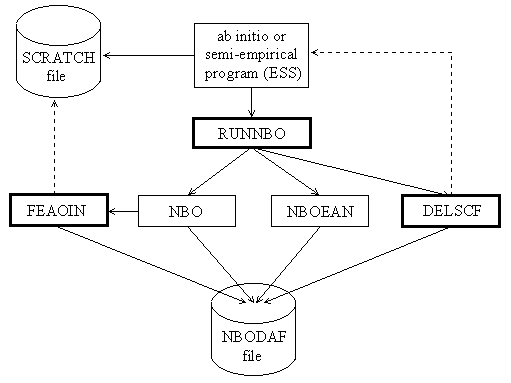 ab initio or
semi-empirical
program (ESS)
SCRATCH
file
RUNNBO
FEAOIN
NBO
NBOEAN
DELSCF
NBODAF
file